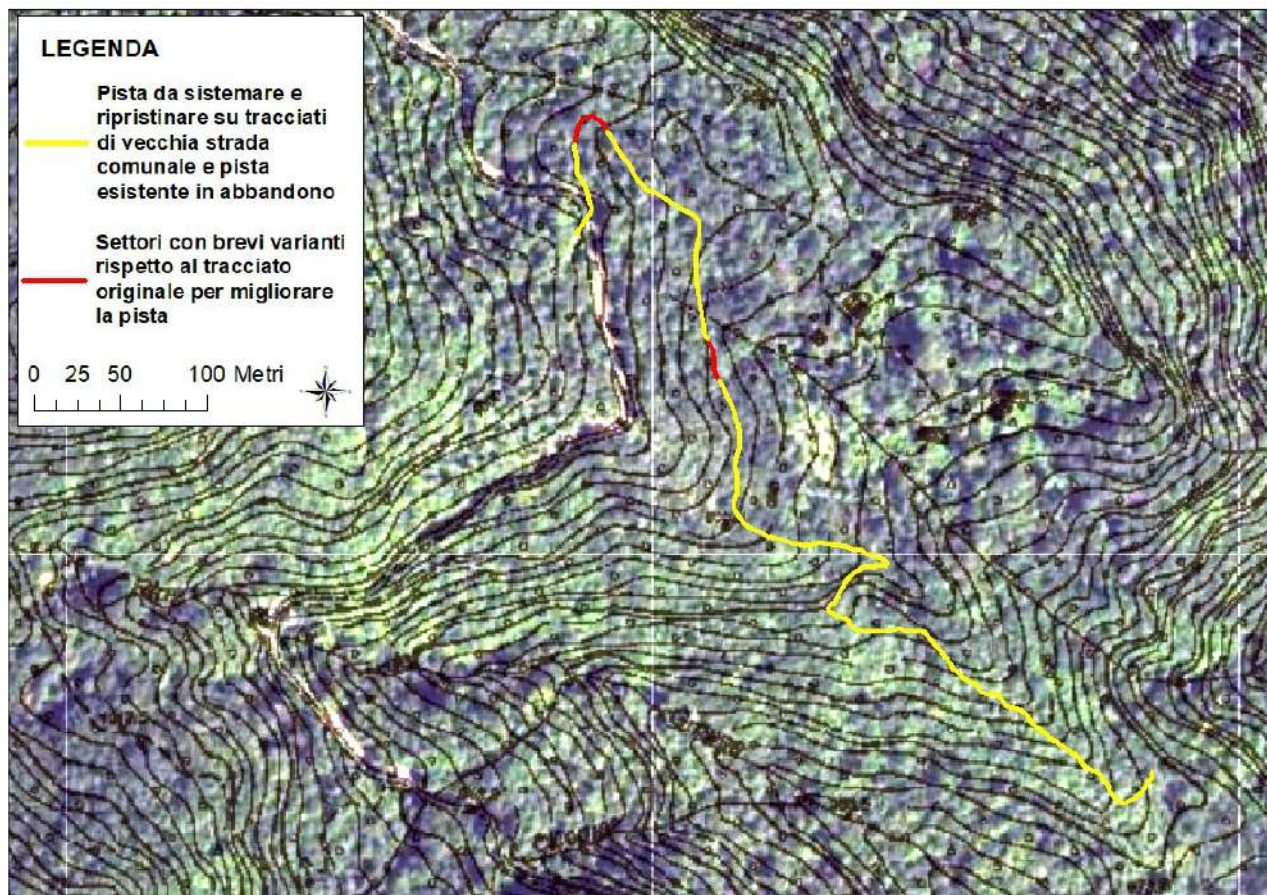 LEGENDA
Pista da sistemare e
ripristinare su tracciati
di vecchia strada
comunale e pista
esistente in abbandono
Settori con brevi varianti
rispetto al tracciato
originale per migliorare
la pista
0 25 50 100 Metri